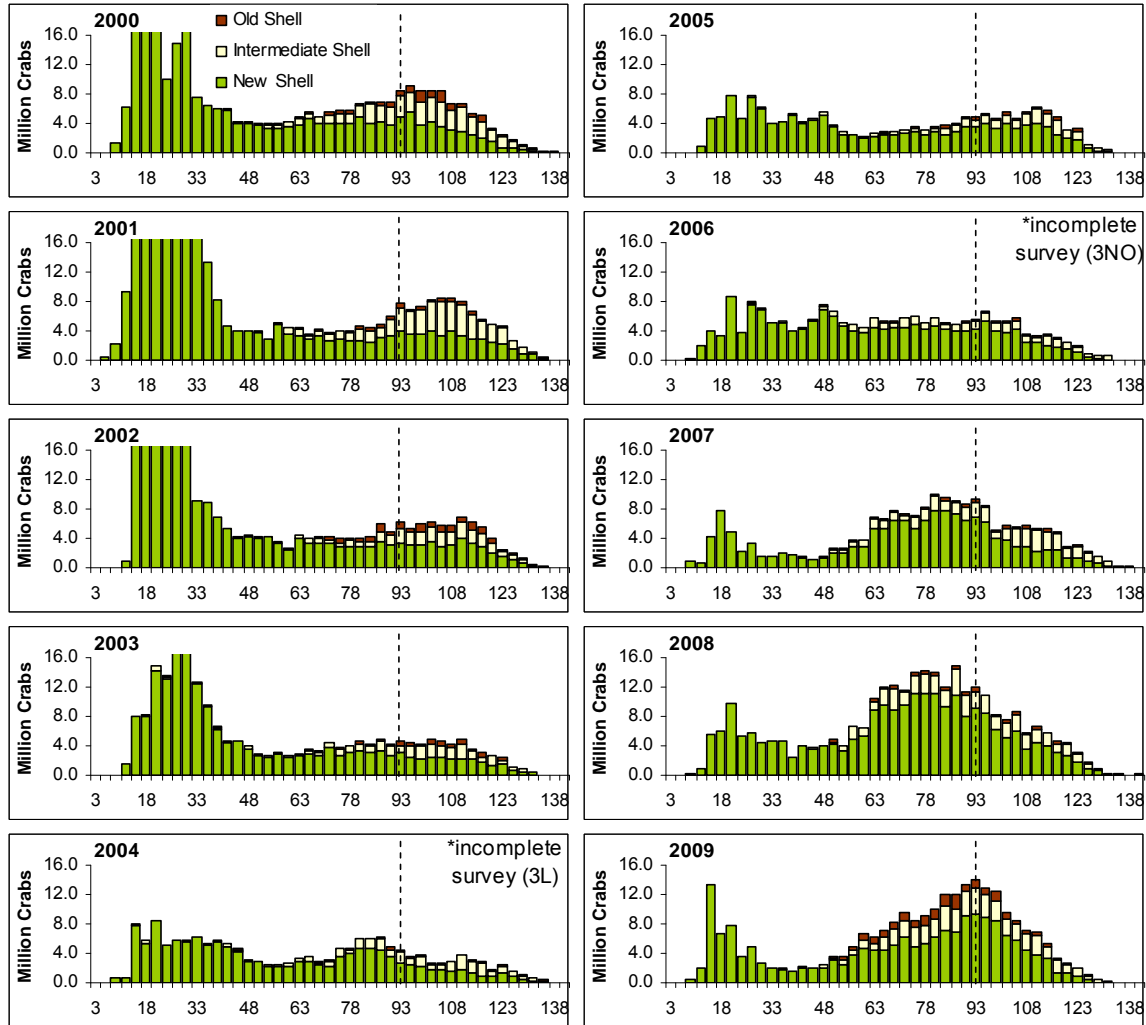 2000
Old Shell
Intermediate Shell
New Shell
Million Crabs
16.0
12.0
8.0
4.0
0.0
3 18 33 48 63 78 93 108 123 138
2001
Million Crabs
16.0
12.0
8.0
4.0
0.0
3 18 33 48 63 78 93 108 123 138
2002
Million Crabs
16.0
12.0
8.0
4.0
0.0
3 18 33 48 63 78 93 108 123 138
2003
Million Crabs
16.0
12.0
8.0
4.0
0.0
3 18 33 48 63 78 93 108 123 138
2004
*incomplete
survey (3L)
Million Crabs
16.0
12.0
8.0
4.0
0.0
3 18 33 48 63 78 93 108 123 138
2005
Million Crabs
16.0
12.0
8.0
4.0
0.0
3 18 33 48 63 78 93 108 123 138
2006
*incomplete
survey (3NO)
Million Crabs
16.0
12.0
8.0
4.0
0.0
3 18 33 48 63 78 93 108 123 138
2007
Million Crabs
16.0
12.0
8.0
4.0
0.0
3 18 33 48 63 78 93 108 123 138
2008
Million Crabs
16.0
12.0
8.0
4.0
0.0
3 18 33 48 63 78 93 108 123 138
2009
Million Crabs
16.0
12.0
8.0
4.0
0.0
3 18 33 48 63 78 93 108 123 138